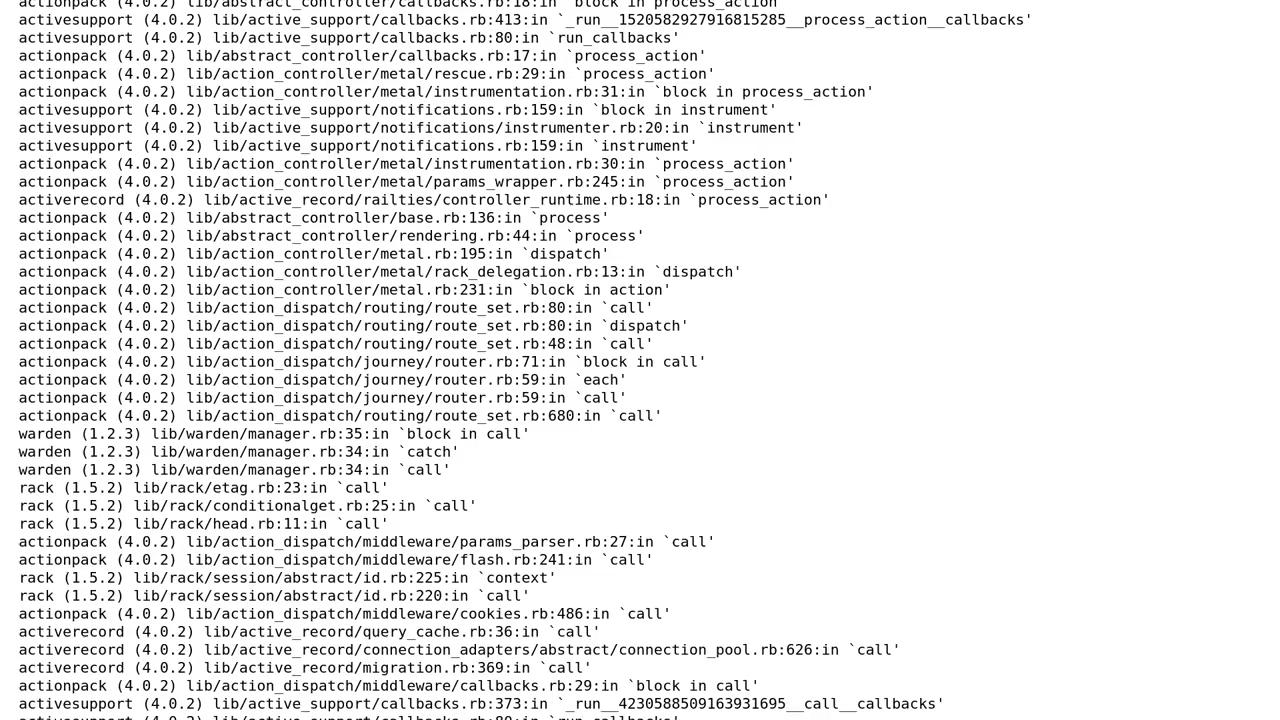 actionpack (4.0.2) lib/abstract_controller/callbacks.rb:18:in `block in process_action'
activesupport (4.0.2) lib/active_support/callbacks.rb:413:in `_run__1520582927916815285__process_action__callbacks'
activesupport (4.0.2) lib/active_support/callbacks.rb:80:in `run_callbacks'
actionpack (4.0.2) lib/abstract_controller/callbacks.rb:17:in `process_action'
actionpack (4.0.2) lib/action_controller/metal/rescue.rb:29:in `process_action'
actionpack (4.0.2) lib/action_controller/metal/instrumentation.rb:31:in `block in process_action'
activesupport (4.0.2) lib/active_support/notifications.rb:159:in `block in instrument'
activesupport (4.0.2) lib/active_support/notifications/instrumenter.rb:20:in `instrument'
activesupport (4.0.2) lib/active_support/notifications.rb:159:in `instrument'
actionpack (4.0.2) lib/action_controller/metal/instrumentation.rb:30:in `process_action'
actionpack (4.0.2) lib/action_controller/metal/params_wrapper.rb:245:in `process_action'
activerecord (4.0.2) lib/active_record/railties/controller_runtime.rb:18:in `process_action'
actionpack (4.0.2) lib/abstract_controller/base.rb:136:in `process'
actionpack (4.0.2) lib/abstract_controller/rendering.rb:44:in `process'
actionpack (4.0.2) lib/action_controller/metal.rb:195:in `dispatch'
actionpack (4.0.2) lib/action_controller/metal/rack_delegation.rb:13:in `dispatch'
actionpack (4.0.2) lib/action_controller/metal.rb:231:in `block in action'
actionpack (4.0.2) lib/action_dispatch/routing/route_set.rb:80:in `call'
actionpack (4.0.2) lib/action_dispatch/routing/route_set.rb:80:in `dispatch'
actionpack (4.0.2) lib/action_dispatch/routing/route_set.rb:48:in `call'
actionpack (4.0.2) lib/action_dispatch/journey/router.rb:71:in `block in call'
actionpack (4.0.2) lib/action_dispatch/journey/router.rb:59:in `each'
actionpack (4.0.2) lib/action_dispatch/journey/router.rb:59:in `call'
actionpack (4.0.2) lib/action_dispatch/routing/route_set.rb:680:in `call'
warden (1.2.3) lib/warden/manager.rb:35:in `block in call'
warden (1.2.3) lib/warden/manager.rb:34:in `catch'
warden (1.2.3) lib/warden/manager.rb:34:in `call'
rack (1.5.2) lib/rack/etag.rb:23:in `call'
rack (1.5.2) lib/rack/conditionalget.rb:25:in `call'
rack (1.5.2) lib/rack/head.rb:11:in `call'
actionpack (4.0.2) lib/action_dispatch/middleware/params_parser.rb:27:in `call'
actionpack (4.0.2) lib/action_dispatch/middleware/flash.rb:241:in `call'
rack (1.5.2) lib/rack/session/abstract/id.rb:225:in `context'
rack (1.5.2) lib/rack/session/abstract/id.rb:220:in `call'
actionpack (4.0.2) lib/action_dispatch/middleware/cookies.rb:486:in `call'
activerecord (4.0.2) lib/active_record/query_cache.rb:36:in `call'
activerecord (4.0.2) lib/active_record/connection_adapters/abstract/connection_pool.rb:626:in `call'
activerecord (4.0.2) lib/active_record/migration.rb:369:in `call'
actionpack (4.0.2) lib/action_dispatch/middleware/callbacks.rb:29:in `block in call'
activesupport (4.0.2) lib/active_support/callbacks.rb:373:in `_run__4230588509163931695__call__callbacks'
activesupport (4.0.2) lib/active_support/callbacks.rb:80:in `run_callbacks'